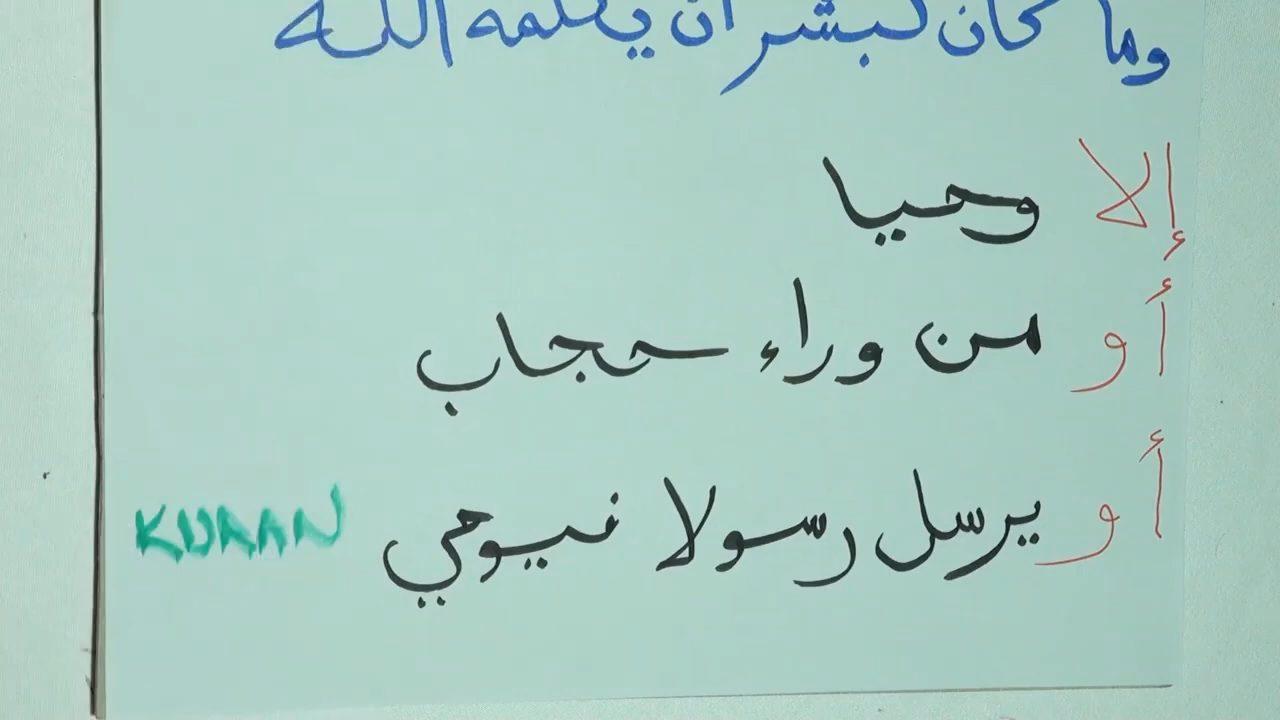 وما كان لبشر أن يكلمه الله
إلا وحيا
أو من وراء حجاب
أو يرسل رسولا فيوحي KURAN